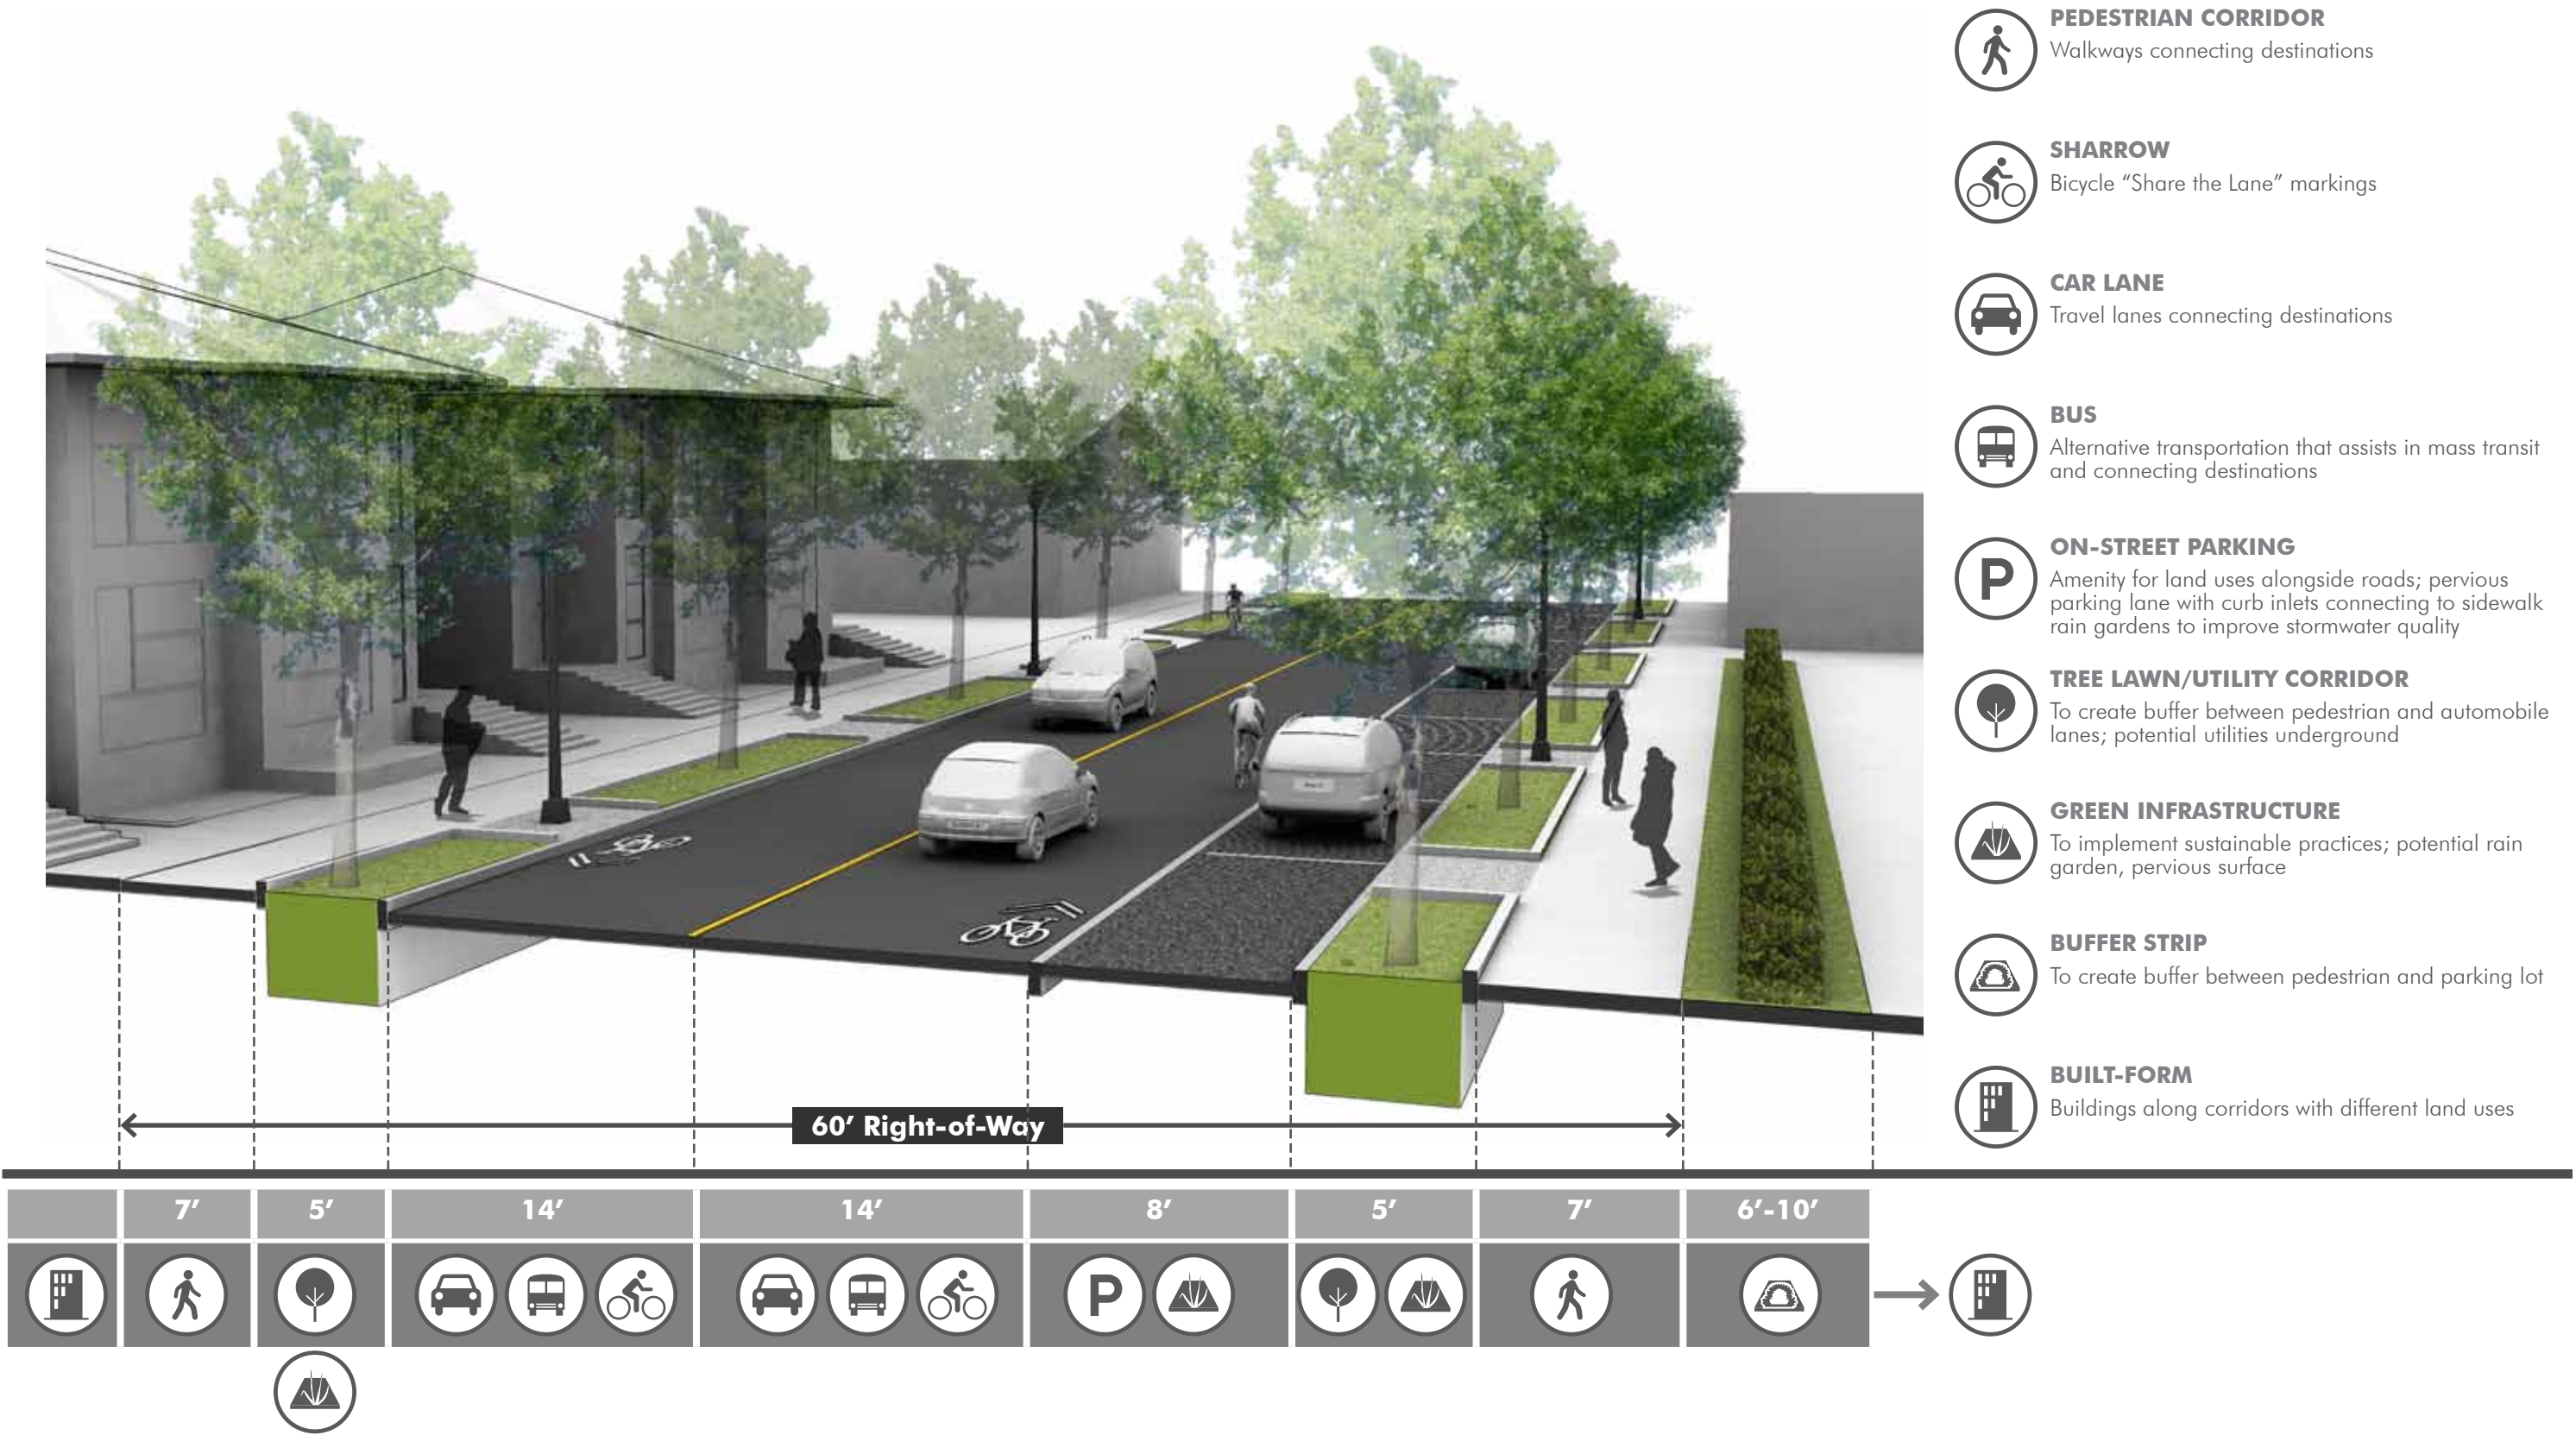 PEDESTRIAN CORRIDOR
Walkways connecting destinations
SHARROW
Bicycle “Share the Lane” markings
CAR LANE
Travel lanes connecting destinations
BUS
Alternative transportation that assists in mass transit
and connecting destinations
ON-STREET PARKING
Amenity for land uses alongside roads; pervious
parking lane with curb inlets connecting to sidewalk
rain gardens to improve stormwater quality
TREE LAWN/UTILITY CORRIDOR
To create buffer between pedestrian and automobile
lanes; potential utilities underground
GREEN INFRASTRUCTURE
To implement sustainable practices; potential rain
garden, pervious surface
BUFFER STRIP
To create buffer between pedestrian and parking lot
BUILT-FORM
Buildings along corridors with different land uses
60’ Right-of-Way
7’ 5’ 14’ 14’ 8’ 5’ 7’ 6’-10’
P
P